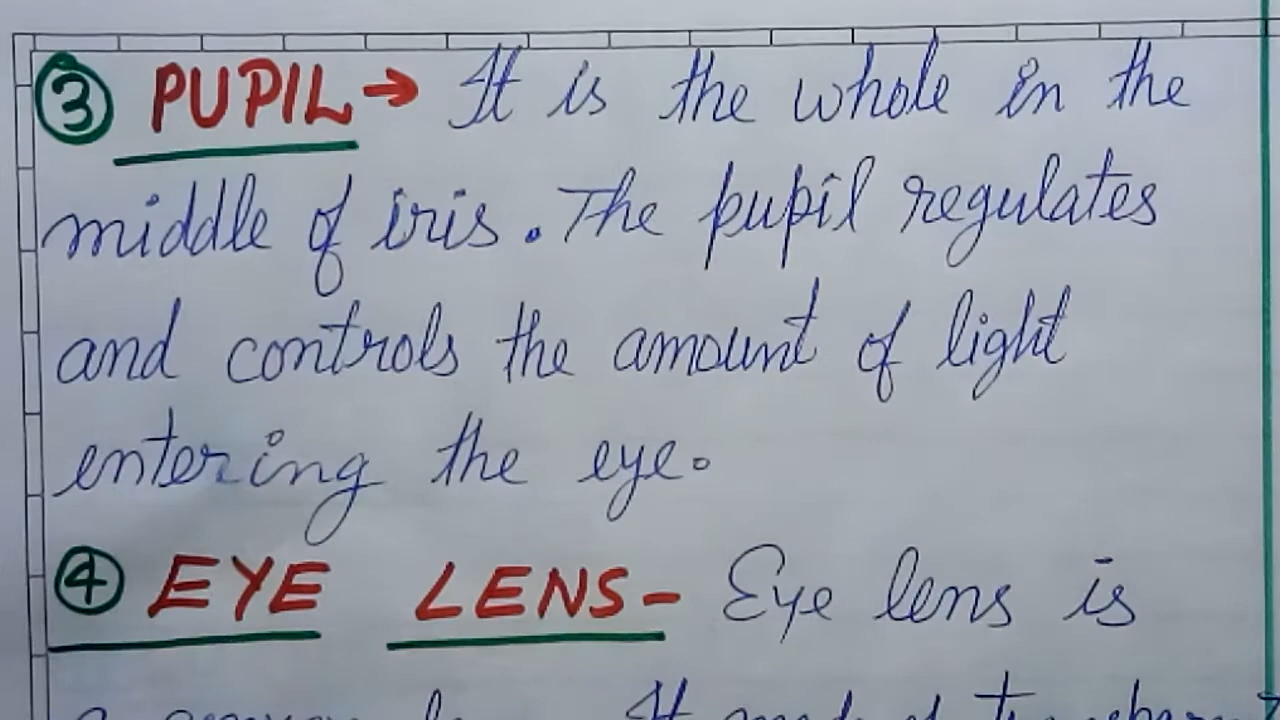 ③ PUPIL → It is the whole in the
middle of iris. The pupil regulates
and controls the amount of light
entering the eye.
④ EYE LENS - Eye lens is